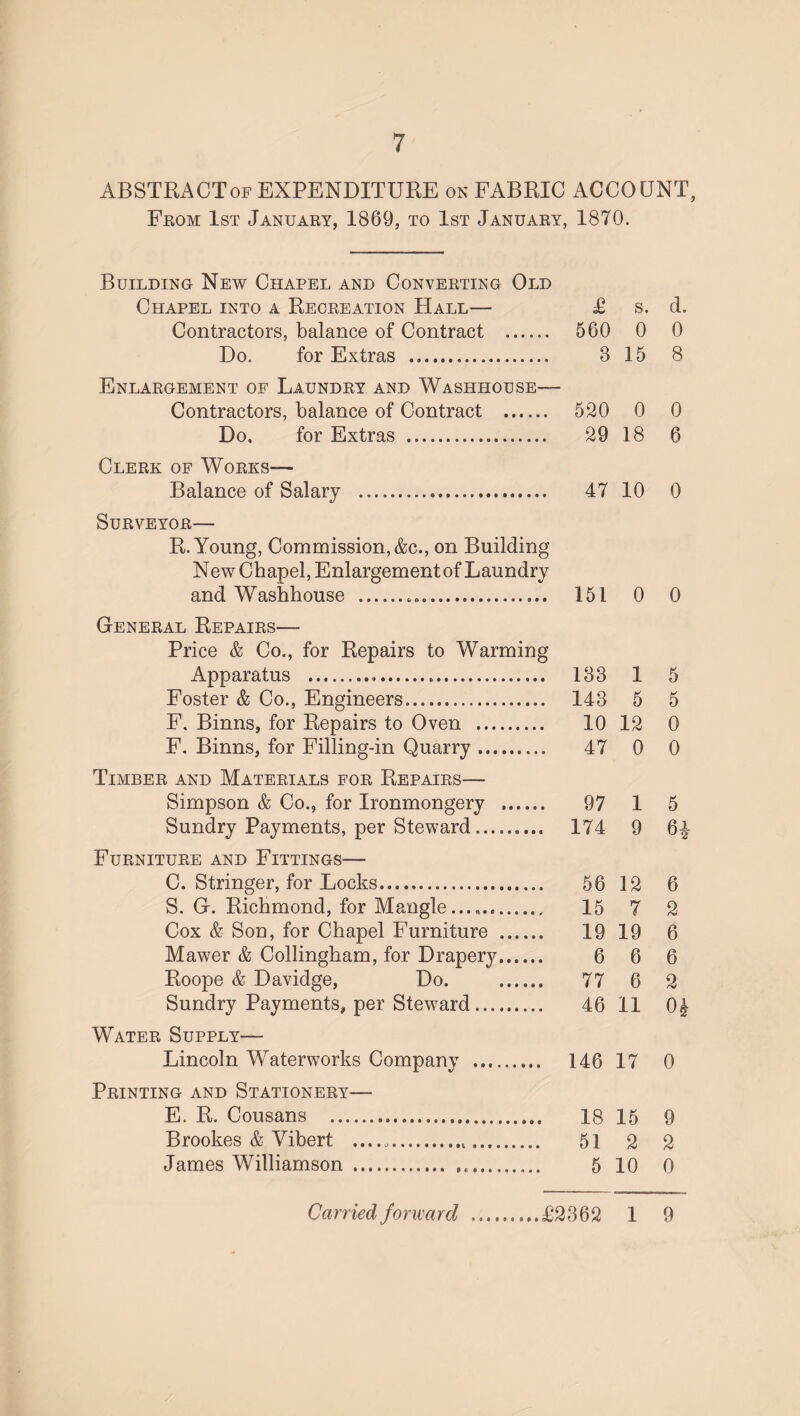 7
ABSTRACT OF EXPENDITURE ON FABRIC ACCOUNT,
FROM 1ST JANUARY, 1869, TO 1ST JANUARY, 1870.
BUILDING NEW CHAPEL AND CONVERTING OLD
CHAPEL INTO A RECREATION HALL— £ s. d.
Contractors, balance of Contract ...... 560 0 0
Do. for Extras ................... 3 15 8
ENLARGEMENT OF LAUNDRY AND WASHHOUSE—
Contractors, balance of Contract ...... 520 0 0
Do. for Extras ................... 29 18 6
CLERK OF WORKS—
Balance of Salary .......................... 47 10 0
SURVEYOR—
R. Young, Commission, &c., on Building
New Chapel, Enlargement of Laundry
and Washhouse .......................... 151 0 0
GENERAL REPAIRS—
Price & Co., for Repairs to Warming
Apparatus ................................ 133 1 5
Foster & Co., Engineers................... 143 5 5
F. Binns, for Repairs to Oven ......... 10 12 0
F. Binns, for Filling-in Quarry .......... 47 0 0
TIMBER AND MATERIALS FOR REPAIRS—
Simpson & Co., for Ironmongery ...... 97 1 5
Sundry Payments, per Steward.......... 174 9 6½
FURNITURE AND FITTINGS—
C. Stringer, for Locks....................... 56 12 6
S. G. Richmond, for Mangle.............. 15 7 2
Cox & Son, for Chapel Furniture ...... 19 19 6
Mawer & Collingham, for Drapery...... 6 6 6
Roope & Davidge, Do. ...... 77 6 2
Sundry Payments, per Steward.......... 46 11 0½
WATER SUPPLY—
Lincoln Waterworks Company .......... 146 17 0
PRINTING AND STATIONERY—
E. R. Cousans ............................. 18 15 9
Brookes & Vibert .......................... 51 2 2
James Williamson .......................... 5 10 0
Carried forward ..........£2362 1 9